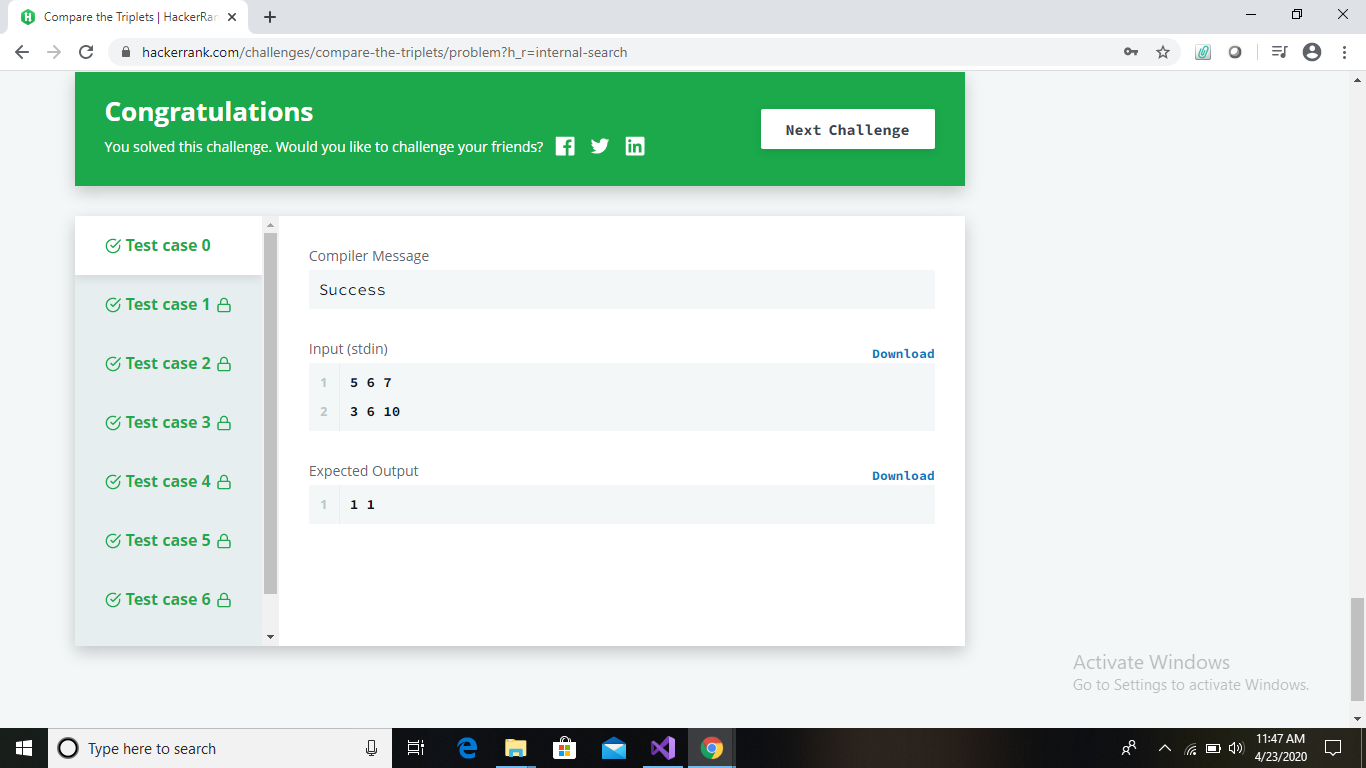 Compare the Triplets | HackerRan
hackerrank.com/challenges/compare-the-triplets/problem?h_r=internal-search
Congratulations
You solved this challenge. Would you like to challenge your friends?
Next Challenge
Test case 0
Test case 1
Test case 2
Test case 3
Test case 4
Test case 5
Test case 6
Compiler Message
Success
Input (stdin)
Download
1 5 6 7
2 3 6 10
Expected Output
Download
1 1 1
Activate Windows
Go to Settings to activate Windows.
Type here to search
11:47 AM
4/23/2020